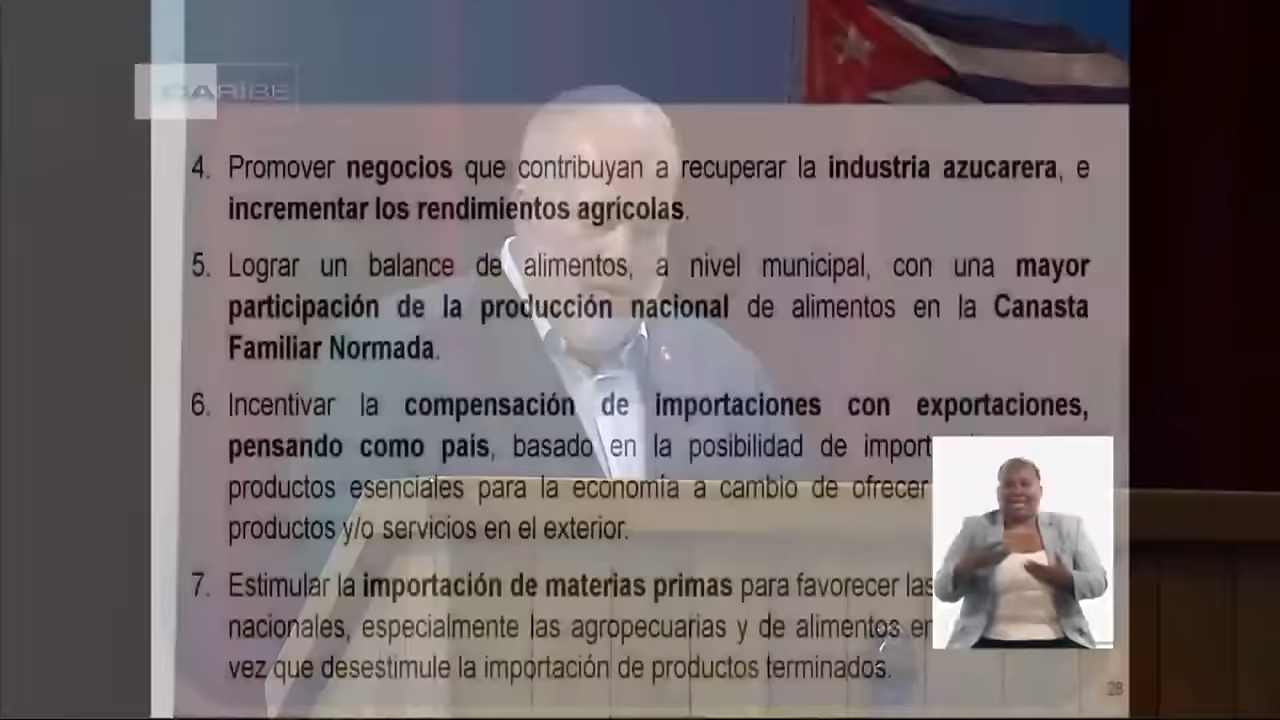 CARIBE
4. Promover negocios que contribuyan a recuperar la industria azucarera, e
incrementar los rendimientos agrícolas.
5. Lograr un balance de alimentos, a nivel municipal, con una mayor
participación de la producción nacional de alimentos en la Canasta
Familiar Normada.
6. Incentivar la compensación de importaciones con exportaciones,
pensando como país, basado en la posibilidad de import
productos esenciales para la economía a cambio de ofrecer
productos y/o servicios en el exterior.
7. Estimular la importación de materias primas para favorecer las
nacionales, especialmente las agropecuarias y de alimentos en
vez que desestimule la importación de productos terminados.
28